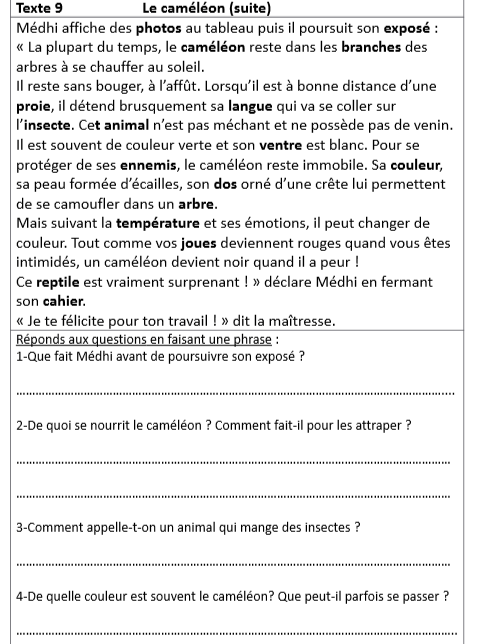 Texte 9 Le caméléon (suite)
Médhi affiche des photos au tableau puis il poursuit son exposé :
« La plupart du temps, le caméléon reste dans les branches des
arbres à se chauffer au soleil.
Il reste sans bouger, à l’affût. Lorsqu’il est à bonne distance d’une
proie, il détend brusquement sa langue qui va se coller sur
l’insecte. Cet animal n’est pas méchant et ne possède pas de venin.
Il est souvent de couleur verte et son ventre est blanc. Pour se
protéger de ses ennemis, le caméléon reste immobile. Sa couleur,
sa peau formée d’écailles, son dos orné d’une crête lui permettent
de se camoufler dans un arbre.
Mais suivant la température et ses émotions, il peut changer de
couleur. Tout comme vos joues deviennent rouges quand vous êtes
intimidés, un caméléon devient noir quand il a peur !
Ce reptile est vraiment surprenant ! » déclare Médhi en fermant
son cahier.
« Je te félicite pour ton travail ! » dit la maîtresse.
Réponds aux questions en faisant une phrase :
1-Que fait Médhi avant de poursuivre son exposé ?
2-De quoi se nourrit le caméléon ? Comment fait-il pour les attraper ?
3-Comment appelle-t-on un animal qui mange des insectes ?
4-De quelle couleur est souvent le caméléon? Que peut-il parfois se passer ?